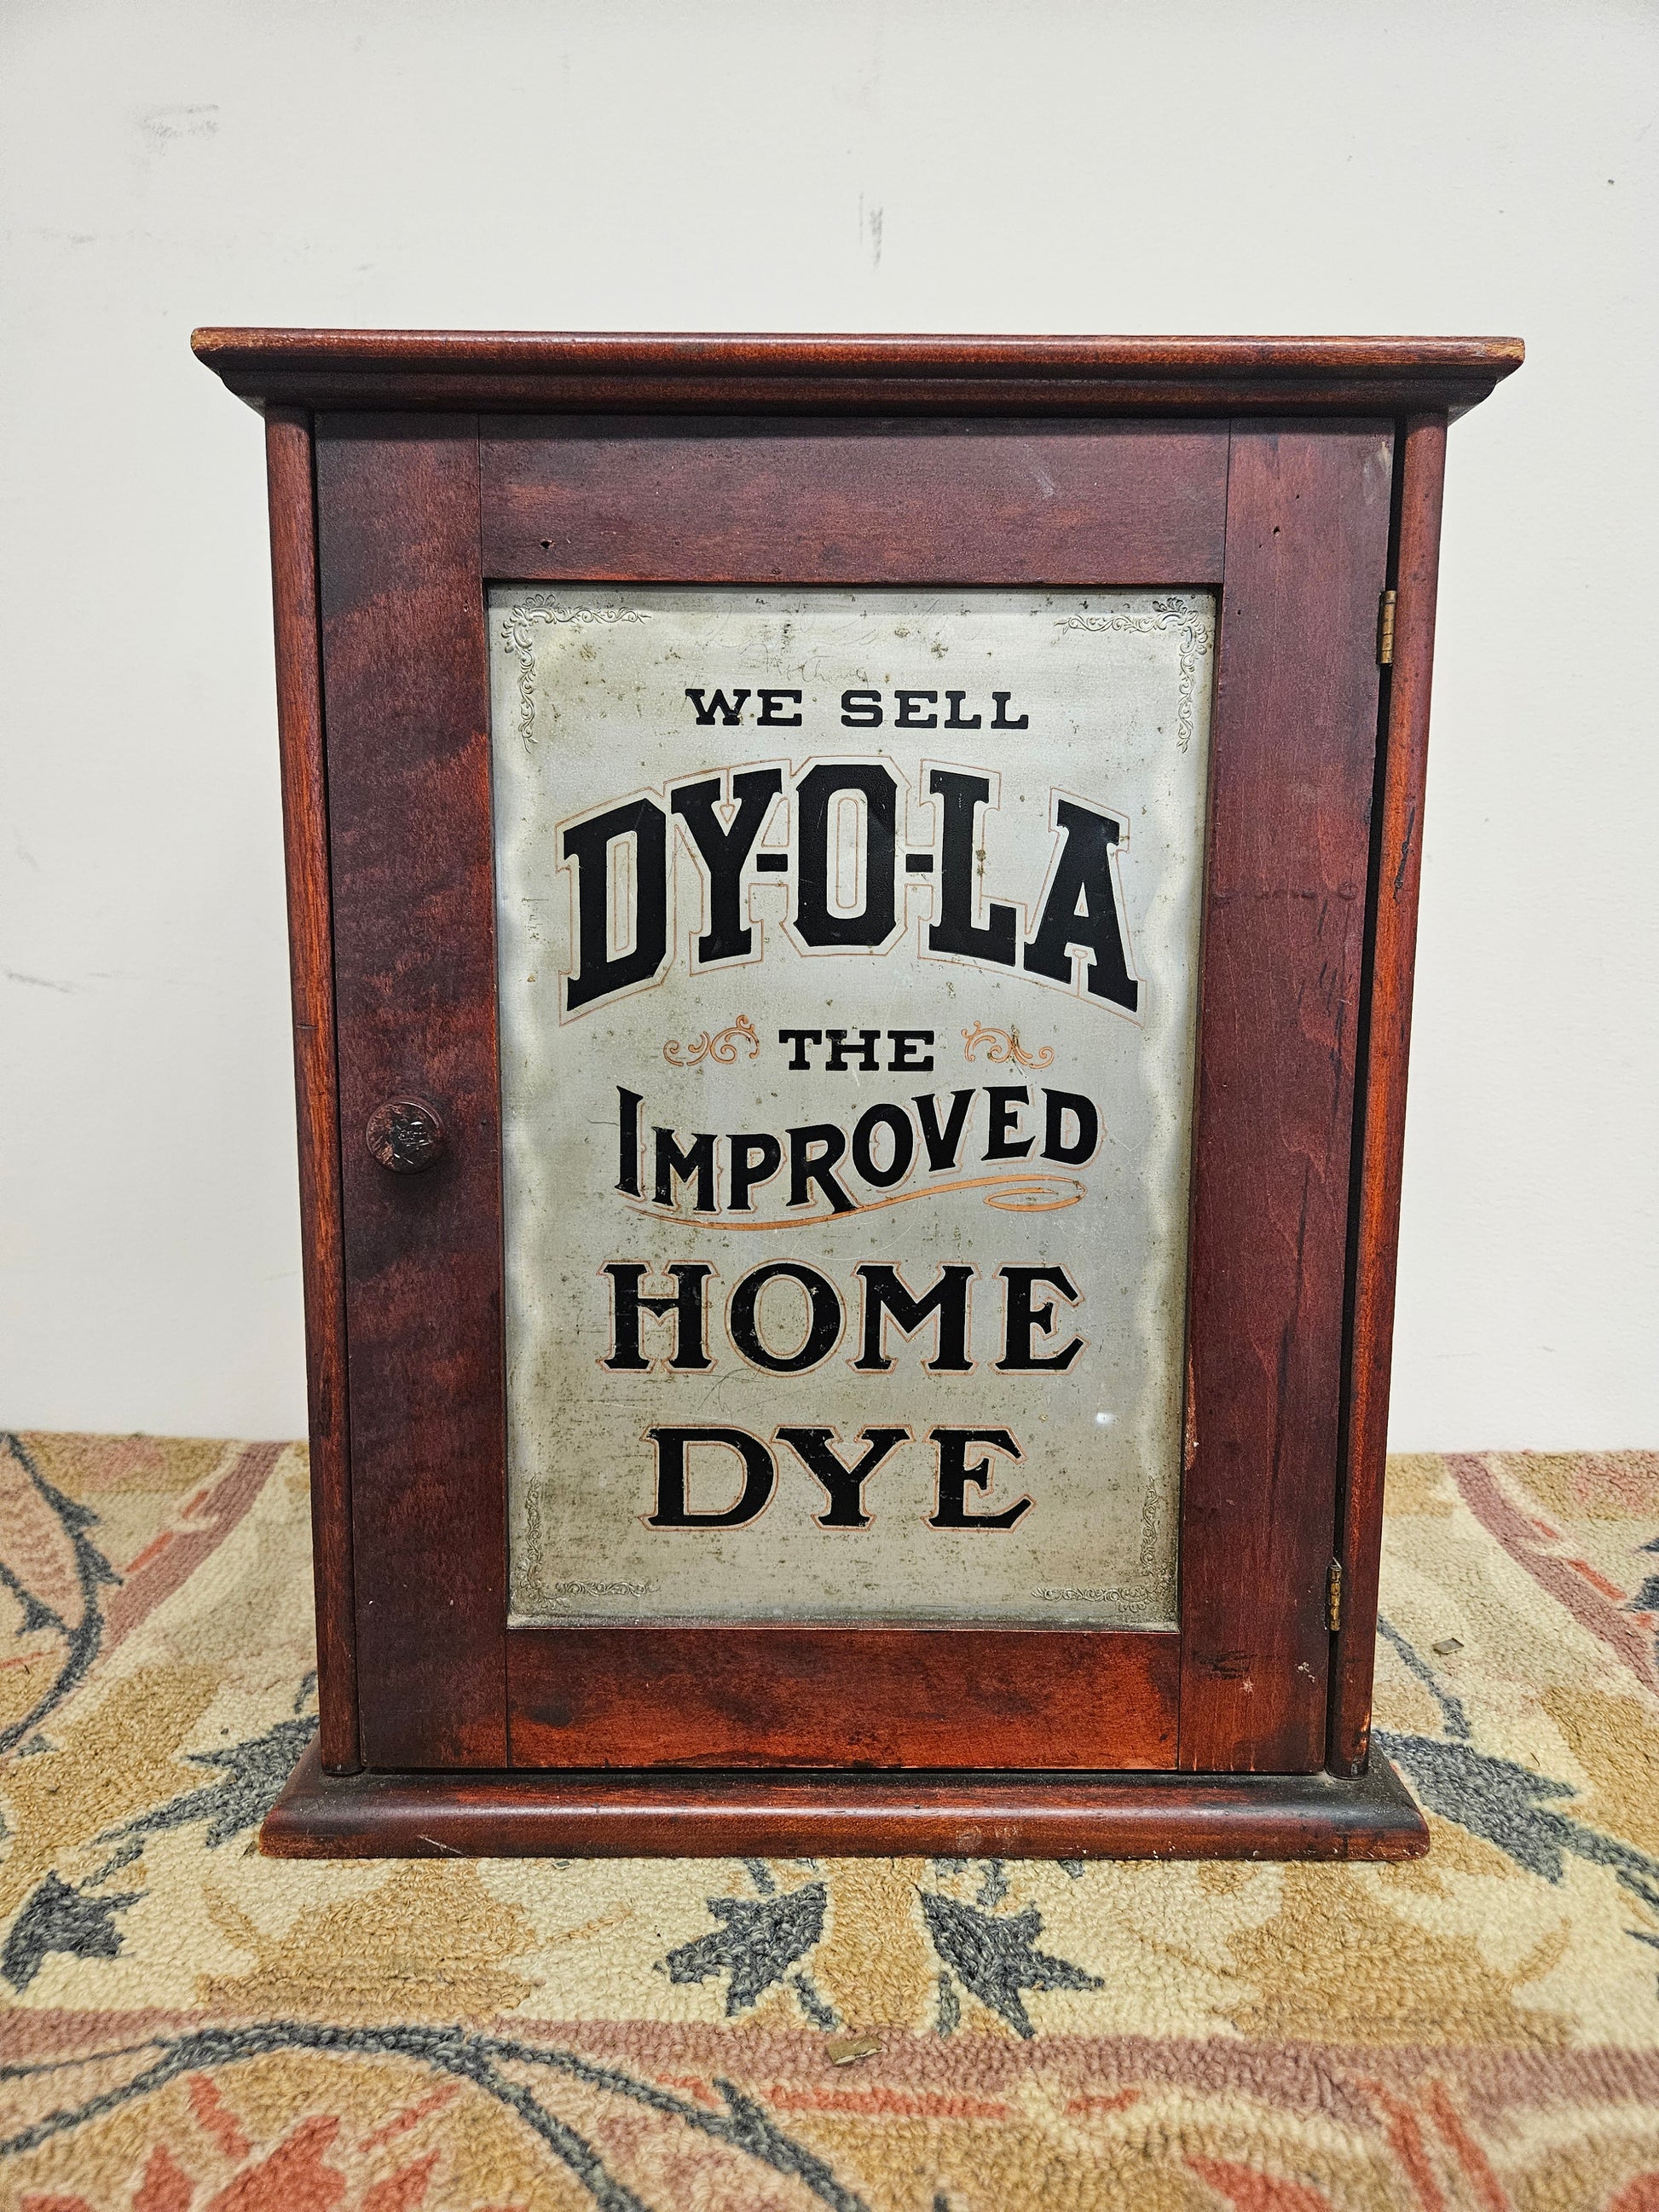 WE SELL
DY-O-LA
THE
IMPROVED
HOME
DYE